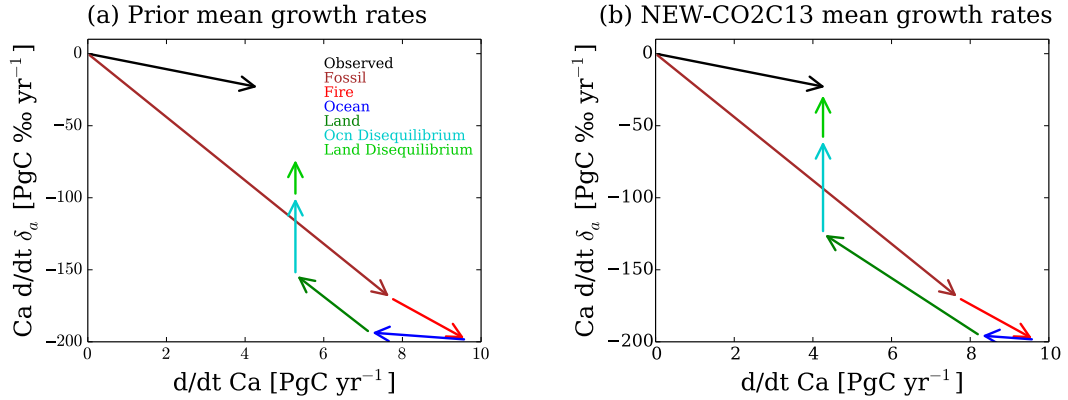 (a) Prior mean growth rates
Ca d/dt δₐ [PgC ‰ yr⁻¹]
0
−50
−100
−150
−200
Observed
Fossil
Fire
Ocean
Land
Ocn Disequilibrium
Land Disequilibrium
0 2 4 6 8 10
d/dt Ca [PgC yr⁻¹]
(b) NEW-CO2C13 mean growth rates
Ca d/dt δₐ [PgC ‰ yr⁻¹]
0
−50
−100
−150
−200
0 2 4 6 8 10
d/dt Ca [PgC yr⁻¹]